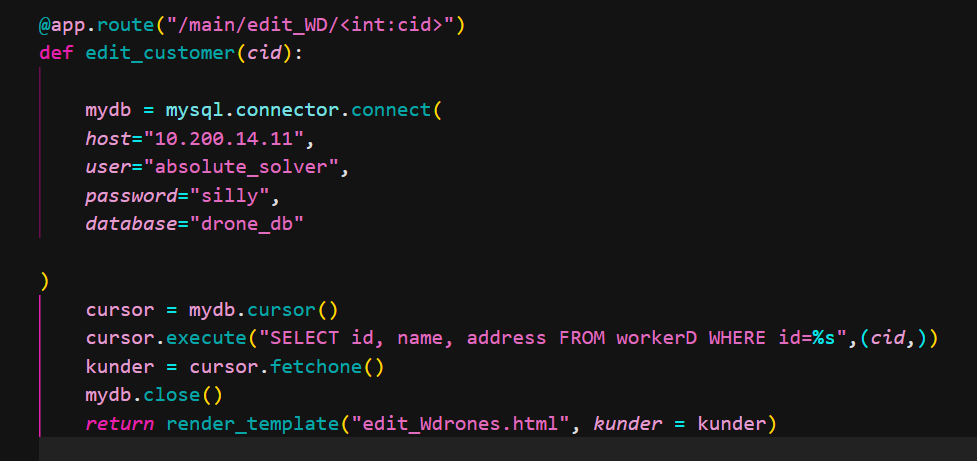 @app.route("/main/edit_WD/<int:cid>")
def edit_customer(cid):
    mydb = mysql.connector.connect(
    host="10.200.14.11",
    user="absolute_solver",
    password="silly",
    database="drone_db"
)
    cursor = mydb.cursor()
    cursor.execute("SELECT id, name, address FROM workerD WHERE id=%s",(cid,))
    kunder = cursor.fetchone()
    mydb.close()
    return render_template("edit_Wdrones.html", kunder = kunder)